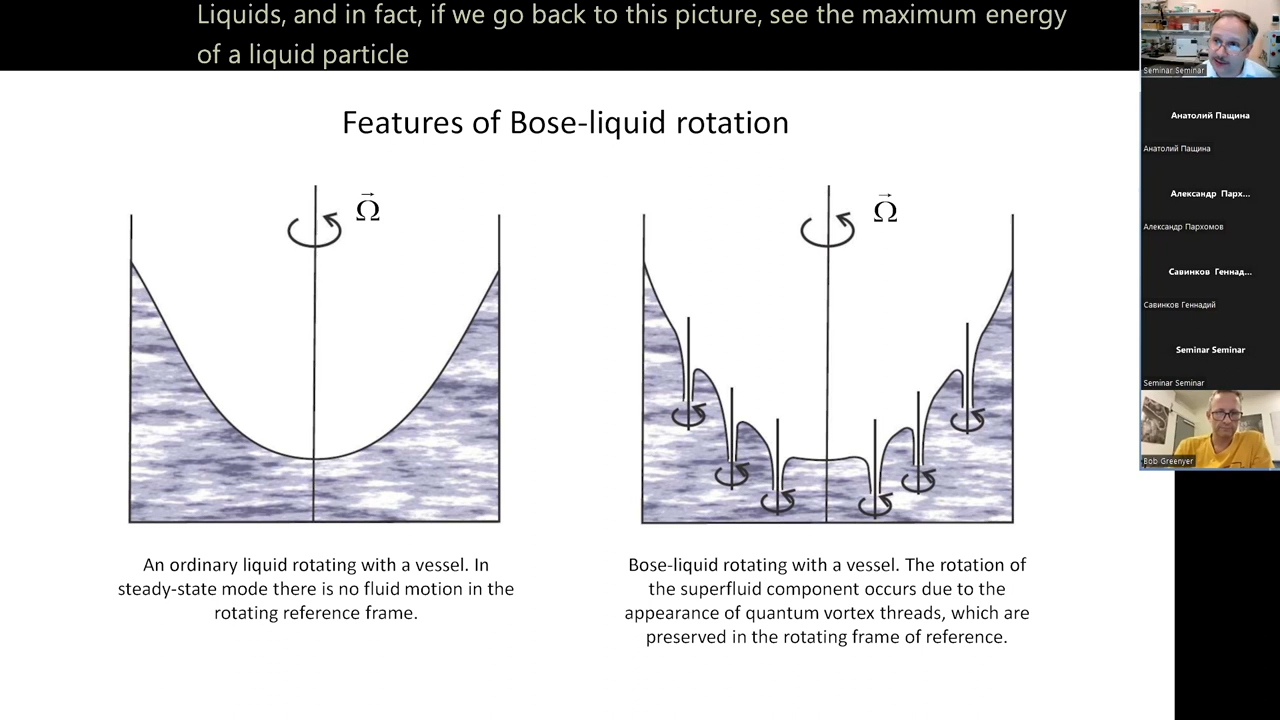 Liquids, and in fact, if we go back to this picture, see the maximum energy
of a liquid particle
Features of Bose-liquid rotation
Ω
Ω
An ordinary liquid rotating with a vessel. In
steady-state mode there is no fluid motion in the
rotating reference frame.
Bose-liquid rotating with a vessel. The rotation of
the superfluid component occurs due to the
appearance of quantum vortex threads, which are
preserved in the rotating frame of reference.
Seminar Seminar
Анатолий Пащина
Анатолий Пащина
Александр Парх...
Александр Пархомов
Савинков Геннад...
Савинков Геннадий
Seminar Seminar
Seminar Seminar
Bob Greenyer